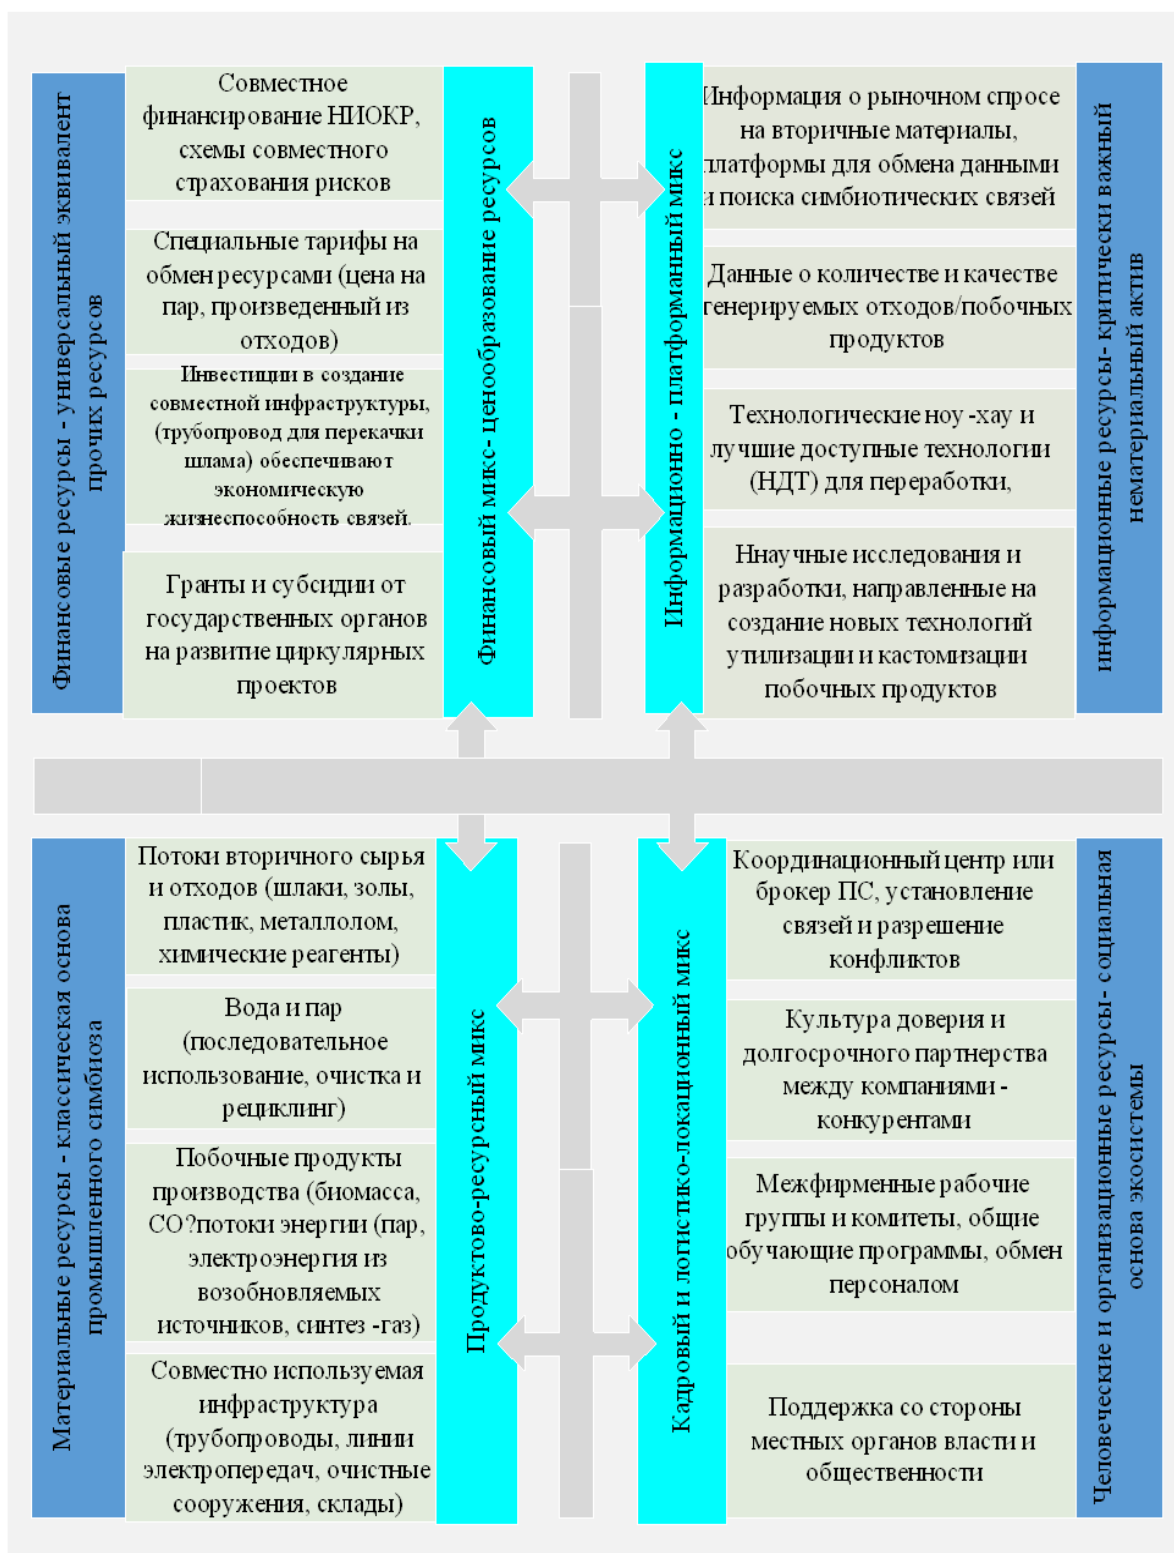 Финансовые ресурсы - универсальный эквивалент
прочих ресурсов
Совместное
финансирование НИОКР,
схемы совместного
страхования рисков
Специальные тарифы на
обмен ресурсами (цена на
пар, произведенный из
отходов)
Инвестиции в создание
совместной инфраструктуры,
(трубопровод для перекачки
шлама) обеспечивают
экономическую
жизнеспособность связей.
Гранты и субсидии от
государственных органов
на развитие циркулярных
проектов
Финансовый микс- ценообразование ресурсов
Информационно - платформанный микс
Информация о рыночном спросе
на вторичные материалы,
платформы для обмена данными
и поиска симбиотических связей
Данные о количестве и качестве
генерируемых отходов/побочных
продуктов
Технологические ноу -хау и
лучшие доступные технологии
(НДТ) для переработки,
Ннаучные исследования и
разработки, направленные на
создание новых технологий
утилизации и кастомизации
побочных продуктов
информационные ресурсы- критически важный
нематериальный актив
Материальные ресурсы - классическая основа
промышленного симбиоза
Потоки вторичного сырья
и отходов (шлаки, золы,
пластик, металлолом,
химические реагенты)
Вода и пар
(последовательное
использование, очистка и
рециклинг)
Побочные продукты
производства (биомасса,
СО?потоки энергии (пар,
электроэнергия из
возобновляемых
источников, синтез -газ)
Совместно используемая
инфраструктура
(трубопроводы, линии
электропередач, очистные
сооружения, склады)
Продуктово-ресурсный микс
Кадровый и логистико-локационный микс
Координационный центр или
брокер ПС, установление
связей и разрешение
конфликтов
Культура доверия и
долгосрочного партнерства
между компаниями -
конкурентами
Межфирменные рабочие
группы и комитеты, общие
обучающие программы, обмен
персоналом
Поддержка со стороны
местных органов власти и
общественности
Человеческие и организационные ресурсы- социальная
основа экосистемы